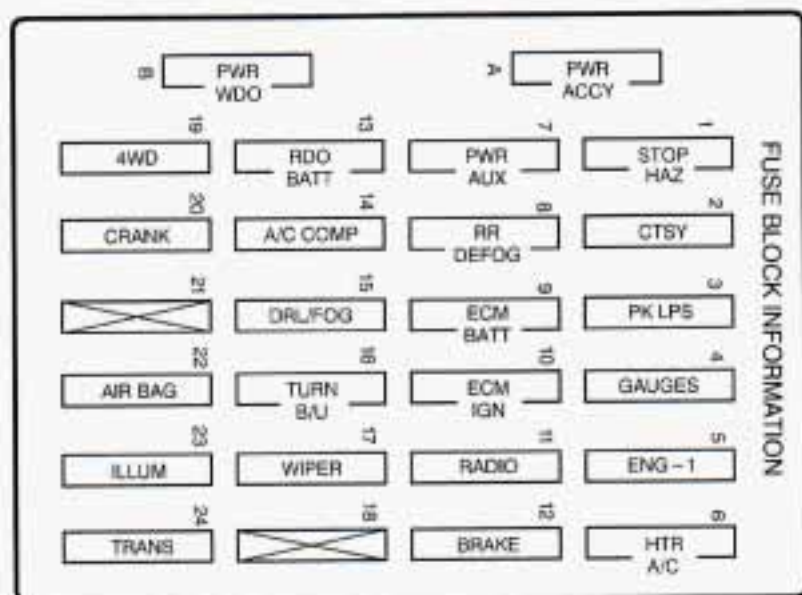 B
PWR
WDO
A
PWR
ACCY
19
4WD
13
RDO
BATT
7
PWR
AUX
1
STOP
HAZ
20
CRANK
14
A/C COMP
8
RR
DEFOG
2
CTSY
21
15
DRL/FOG
9
ECM
BATT
3
PK LPS
22
AIR BAG
16
TURN
B/U
10
ECM
IGN
4
GAUGES
23
ILLUM
17
WIPER
11
RADIO
5
ENG-1
24
TRANS
18
12
BRAKE
6
HTR
A/C
FUSE BLOCK INFORMATION